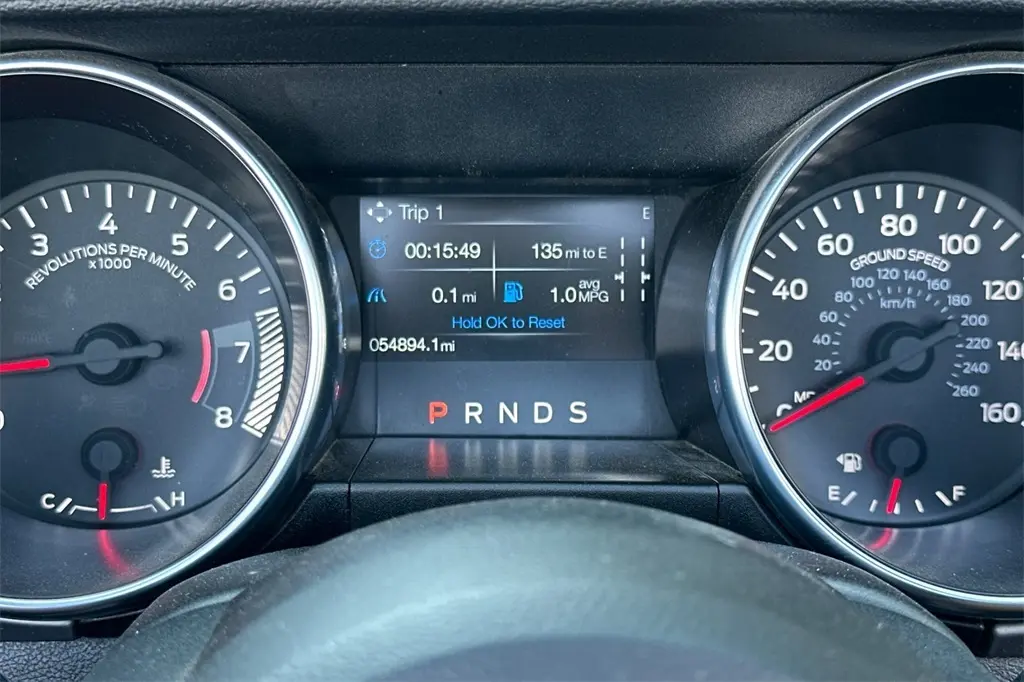 3
4
5
6
7
8
REVOLUTIONS PER MINUTE
x1000
C
H
Trip 1
E
00:15:49
135 mi to E
0.1 mi
1.0 avg MPG
Hold OK to Reset
054894.1mi
P R N D S
0
20
40
60
80
100
120
140
160
GROUND SPEED
km/h
20
40
60
80
100
120
140
160
180
200
220
240
260
E
F